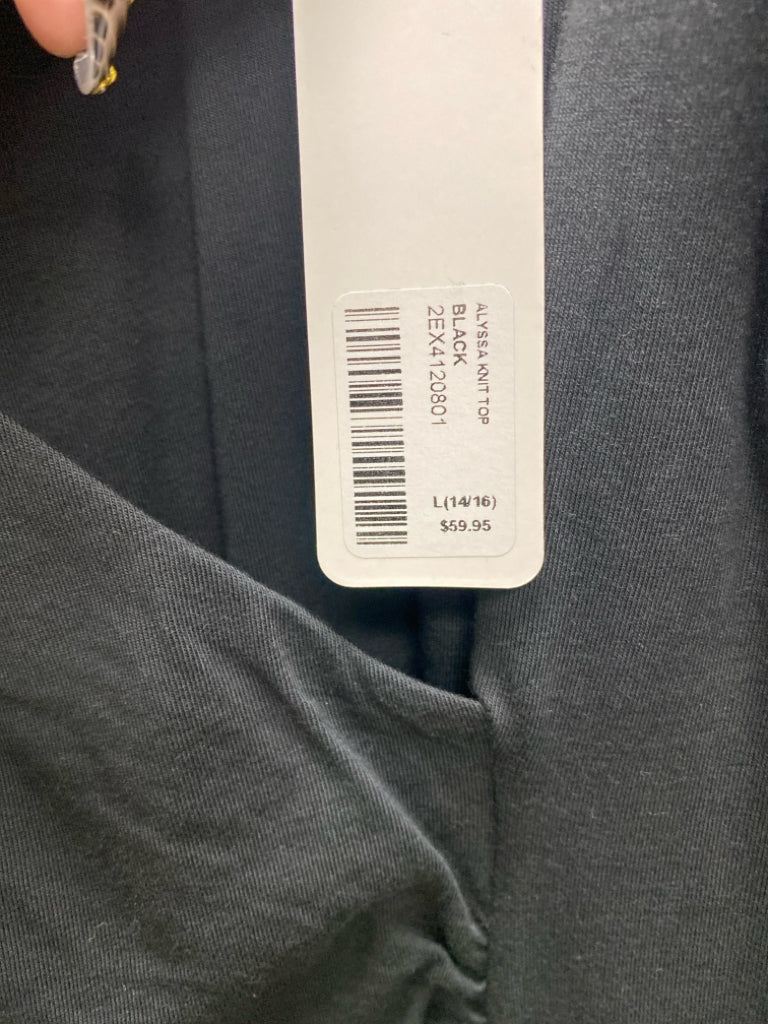 ALYSSA KNIT TOP
BLACK
2EX4120801
L(14/16)
$59.95